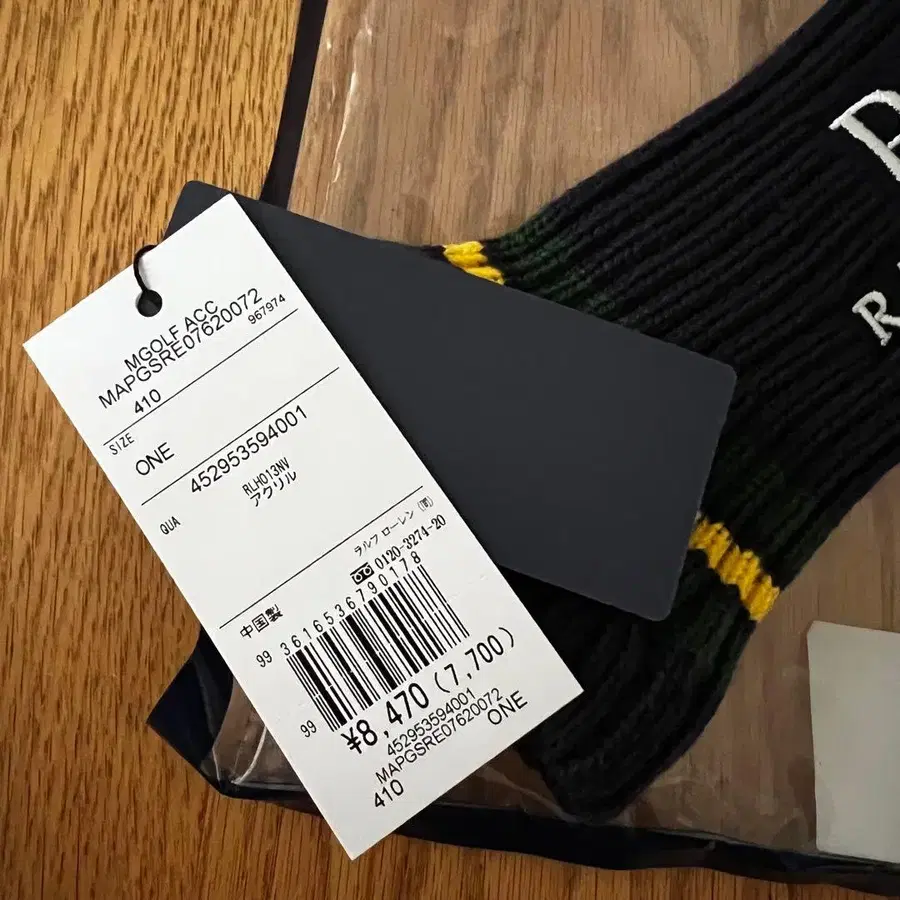 MGOLF ACC
MAPGSRE07620072
967974
410
SIZE
ONE
452953594001
RLH013NV
QUA
アクリル
ラルフ ローレン (同)
0120-3274-20
中国製
99 3616536790178
99
¥8,470 (7,700)
452953594001
MAPGSRE07620072
410
ONE
R